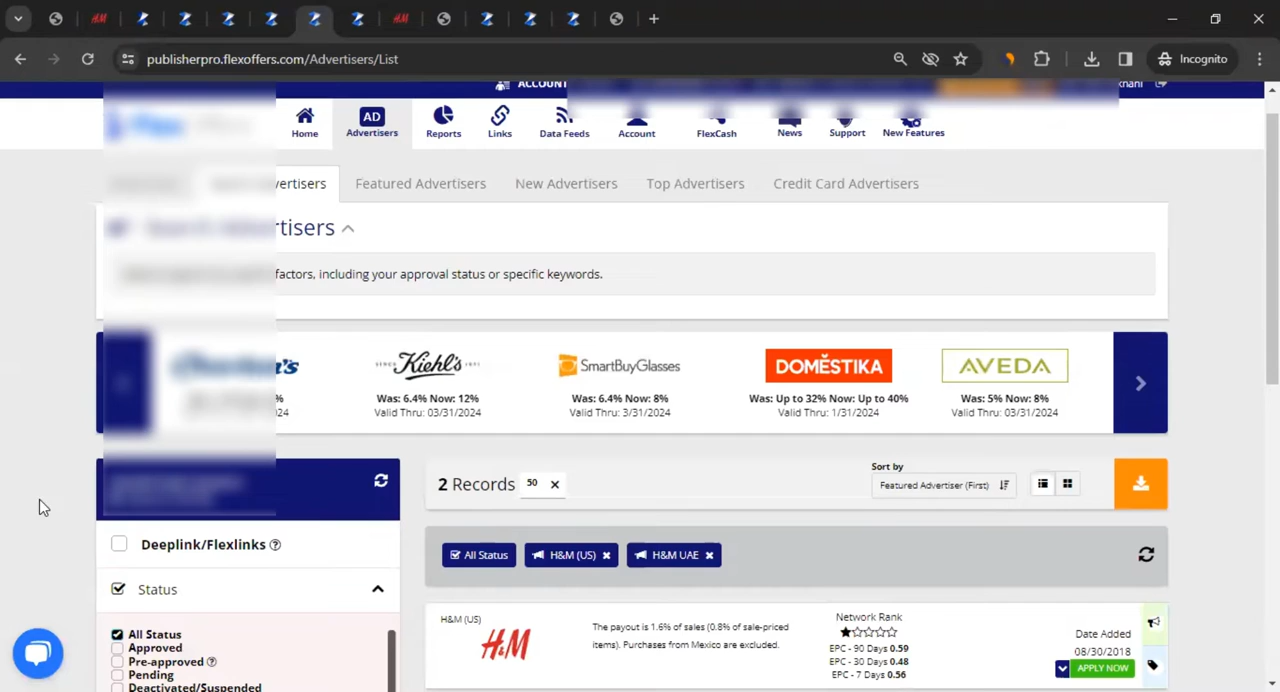 publisherpro.flexoffers.com/Advertisers/List
Incognito
ACCOUNT
Home
AD
Advertisers
Reports
Links
Data Feeds
Account
FlexCash
News
Support
New Features
Featured Advertisers
New Advertisers
Top Advertisers
Credit Card Advertisers
factors, including your approval status or specific keywords.
Kiehl's
SINCE 1851
Was: 6.4% Now: 12%
Valid Thru: 03/31/2024
SmartBuyGlasses
Was: 6.4% Now: 8%
Valid Thru: 3/31/2024
DOMĚSTIKA
Was: Up to 32% Now: Up to 40%
Valid Thru: 1/31/2024
AVEDA
Was: 5% Now: 8%
Valid Thru: 03/31/2024
2 Records
50
Sort by
Featured Advertiser (First)
Deeplink/Flexlinks
Status
All Status
Approved
Pre-approved
Pending
Deactivated/Suspended
All Status
H&M (US)
H&M UAE
H&M (US)
H&M
The payout is 1.6% of sales (0.8% of sale-priced
items). Purchases from Mexico are excluded.
Network Rank
EPC - 90 Days 0.59
EPC - 30 Days 0.48
EPC - 7 Days 0.56
Date Added
08/30/2018
APPLY NOW